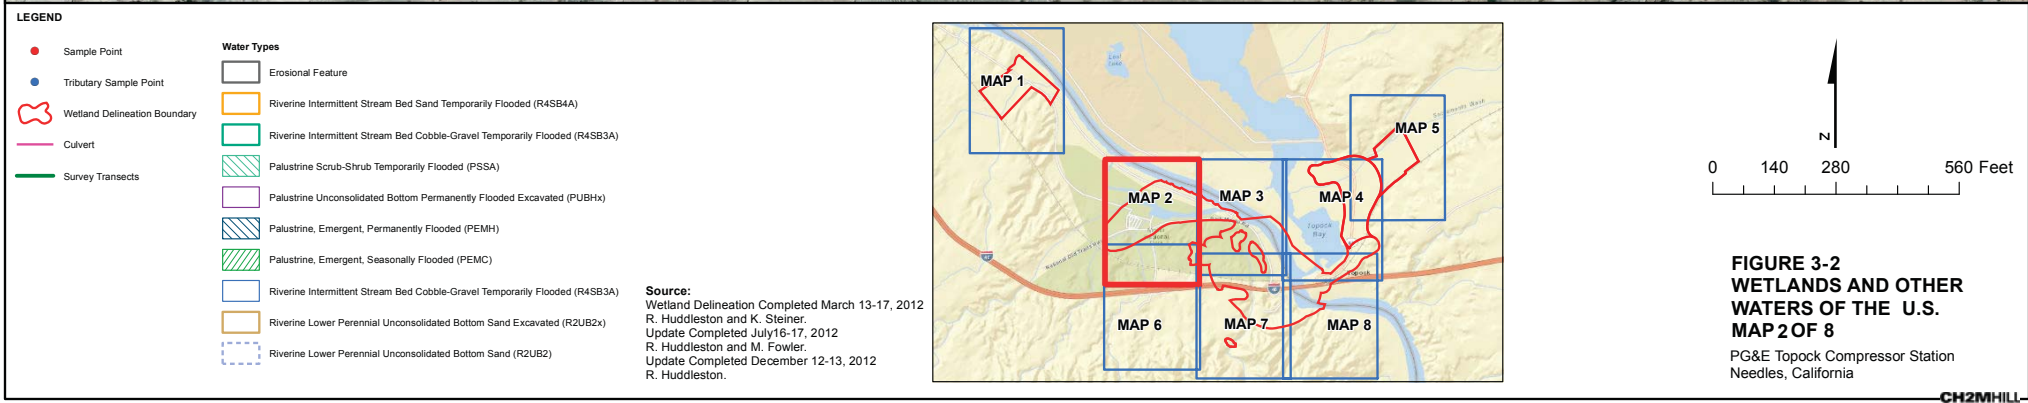 LEGEND
Sample Point
Tributary Sample Point
Wetland Delineation Boundary
Culvert
Survey Transects
Water Types
Erosional Feature
Riverine Intermittent Stream Bed Sand Temporarily Flooded (R4SB4A)
Riverine Intermittent Stream Bed Cobble-Gravel Temporarily Flooded (R4SB3A)
Palustrine Scrub-Shrub Temporarily Flooded (PSSA)
Palustrine Unconsolidated Bottom Permanently Flooded Excavated (PUBHx)
Palustrine, Emergent, Permanently Flooded (PEMH)
Palustrine, Emergent, Seasonally Flooded (PEMC)
Riverine Intermittent Stream Bed Cobble-Gravel Temporarily Flooded (R4SB3A)
Riverine Lower Perennial Unconsolidated Bottom Sand Excavated (R2UB2x)
Riverine Lower Perennial Unconsolidated Bottom Sand (R2UB2)
Source:
Wetland Delineation Completed March 13-17, 2012
R. Huddleston and K. Steiner.
Update Completed July16-17, 2012
R. Huddleston and M. Fowler.
Update Completed December 12-13, 2012
R. Huddleston.
MAP 1
Lost
Lake
MAP 5
MAP 2
MAP 3
MAP 4
Topock
Bay
Topock
MAP 6
MAP 7
MAP 8
N
0 140 280 560 Feet
FIGURE 3-2
WETLANDS AND OTHER
WATERS OF THE U.S.
MAP 2 OF 8
PG&E Topock Compressor Station
Needles, California
CH2MHILL